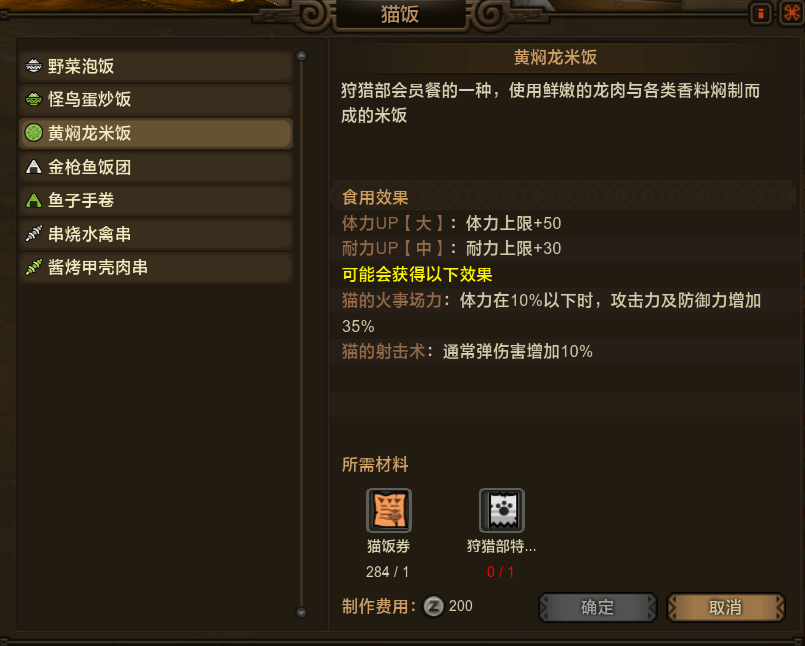 猫饭
野菜泡饭
怪鸟蛋炒饭
黄焖龙米饭
金枪鱼饭团
鱼子手卷
串烧水禽串
酱烤甲壳肉串
黄焖龙米饭
狩猎部会员餐的一种，使用鲜嫩的龙肉与各类香料焖制而
成的米饭
食用效果
体力UP【大】：体力上限+50
耐力UP【中】：耐力上限+30
可能会获得以下效果
猫的火事场力：体力在10%以下时，攻击力及防御力增加
35%
猫的射击术：通常弹伤害增加10%
所需材料
猫饭券 狩猎部特...
284 / 1 0 / 1
制作费用： Z 200 确定 取消